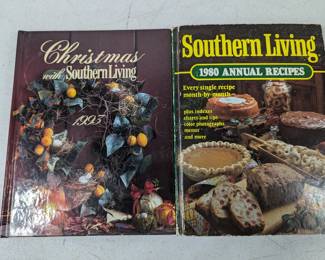 Christmas
with Southern Living
1993
Southern Living
1980 ANNUAL RECIPES
Every single recipe
month-by-month—
plus indexes
charts and tips
color photographs
menus
and more